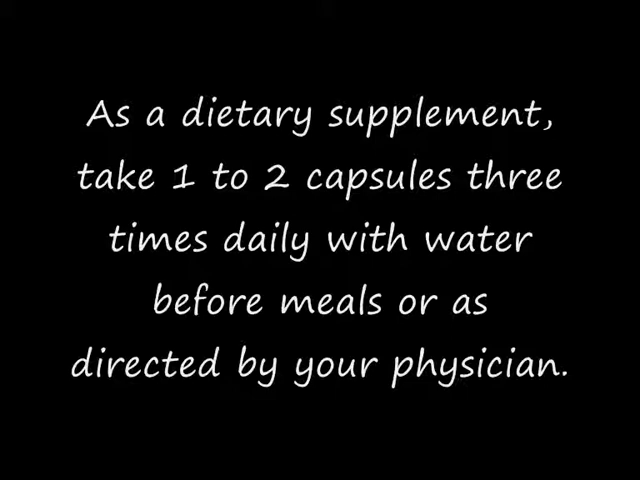 As a dietary supplement,
take 1 to 2 capsules three
times daily with water
before meals or as
directed by your physician.